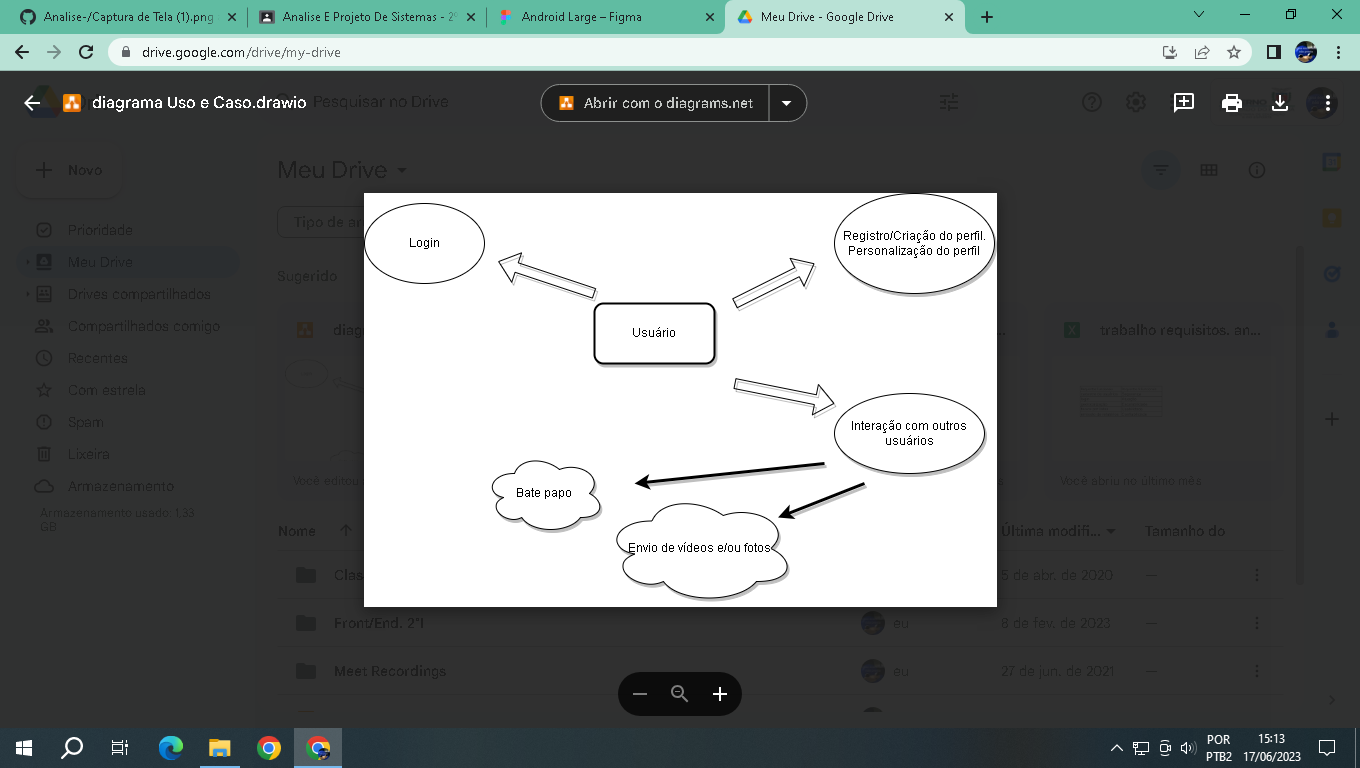 Analise-/Captura de Tela (1).png
Analise E Projeto De Sistemas - 2º
Android Large – Figma
Meu Drive - Google Drive
drive.google.com/drive/my-drive
diagrama Uso e Caso.drawio
Pesquisar no Drive
Abrir com o diagrams.net
Novo
Meu Drive
Tipo de ar
Prioridade
Meu Drive
Drives compartilhados
Compartilhados comigo
Recentes
Com estrela
Spam
Lixeira
Armazenamento
Armazenamento usado: 1.33
GB
Sugerido
diag
trabalho requisitos. an...
Você editou
Você abriu no último mês
Login
Registro/Criação do perfil.
Personalização do perfil
Usuário
Interação com outros
usuários
Bate papo
Envio de vídeos e/ou fotos
Nome
Última modifi...
Tamanho do
Clas
5 de abr. de 2020
—
Front/End. 2°I
eu
8 de fev. de 2023
—
Meet Recordings
eu
27 de jun. de 2021
—
POR
PTB2
15:13
17/06/2023